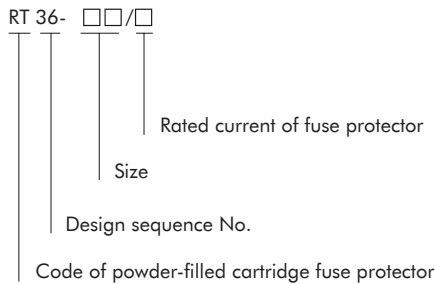 RT 36- □□/□
Rated current of fuse protector
Size
Design sequence No.
Code of powder-filled cartridge fuse protector